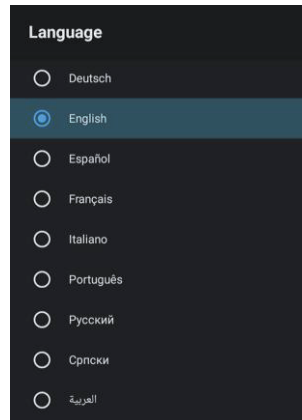 Language
Deutsch
English
Español
Français
Italiano
Português
Русский
Српски
العربية